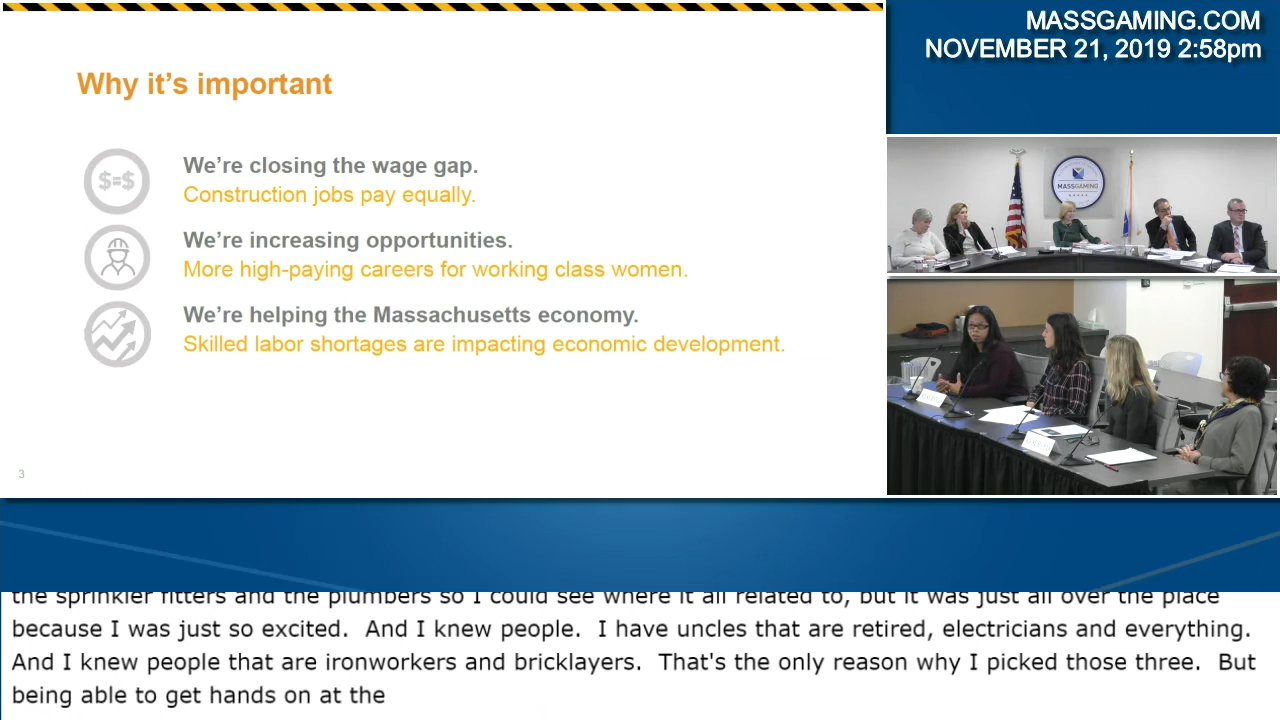 MASSGAMING.COM
NOVEMBER 21, 2019 2:58pm
Why it's important
$=$
We're closing the wage gap.
Construction jobs pay equally.
We're increasing opportunities.
More high-paying careers for working class women.
We're helping the Massachusetts economy.
Skilled labor shortages are impacting economic development.
3
MASSGAMING
the sprinkler fitters and the plumbers so I could see where it all related to, but it was just all over the place
because I was just so excited.  And I knew people.  I have uncles that are retired, electricians and everything.
And I knew people that are ironworkers and bricklayers.  That's the only reason why I picked those three.  But
being able to get hands on at the